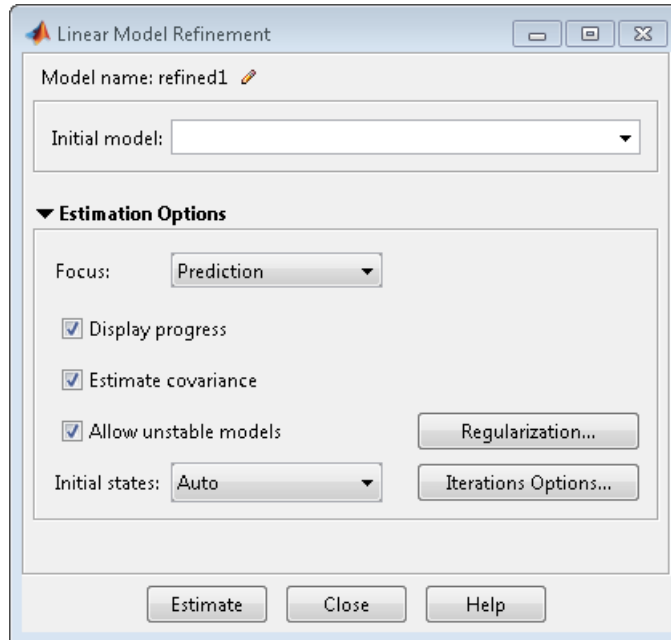 Linear Model Refinement
Model name: refined1
Initial model:
Estimation Options
Focus: Prediction
Display progress
Estimate covariance
Allow unstable models Regularization...
Initial states: Auto Iterations Options...
Estimate Close Help